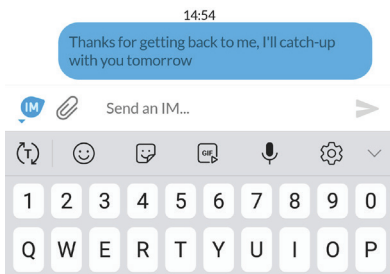 14:54
Thanks for getting back to me, I'll catch-up
with you tomorrow
IM Send an IM...
T GIF
1 2 3 4 5 6 7 8 9 0
Q W E R T Y U I O P